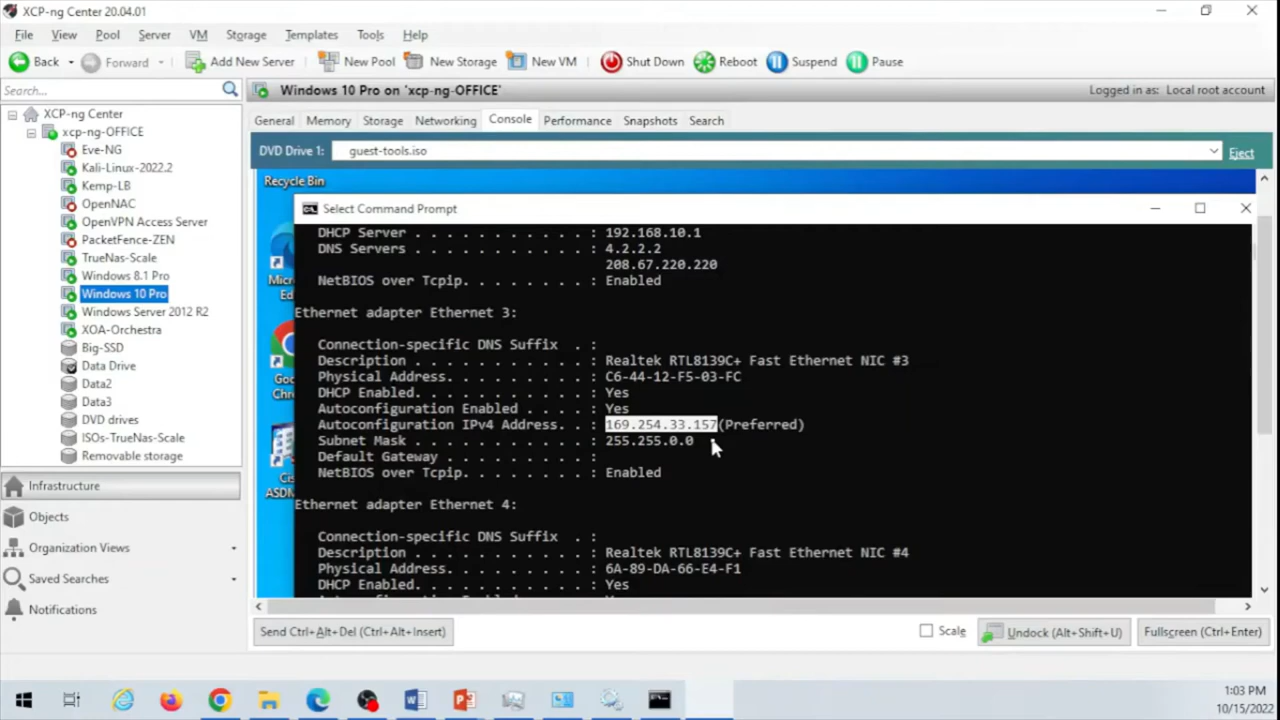 XCP-ng Center 20.04.01
File View Pool Server VM Storage Templates Tools Help
Back Forward Add New Server New Pool New Storage New VM Shut Down Reboot Suspend Pause
Search...
Windows 10 Pro on 'xcp-ng-OFFICE'
Logged in as: Local root account
XCP-ng Center
xcp-ng-OFFICE
Eve-NG
Kali-Linux-2022.2
Kemp-LB
OpenNAC
OpenVPN Access Server
PacketFence-ZEN
TrueNas-Scale
Windows 8.1 Pro
Windows 10 Pro
Windows Server 2012 R2
XOA-Orchestra
Big-SSD
Data Drive
Data2
Data3
DVD drives
ISOs-TrueNas-Scale
Removable storage
Infrastructure
Objects
Organization Views
Saved Searches
Notifications
General Memory Storage Networking Console Performance Snapshots Search
DVD Drive 1: guest-tools.iso Eject
Recycle Bin
Micr
Ed
Goo
Chr
Cis
ASDM
Select Command Prompt
DHCP Server . . . . . . . . . . . : 192.168.10.1
DNS Servers . . . . . . . . . . . : 4.2.2.2
208.67.220.220
NetBIOS over Tcpip. . . . . . . . : Enabled
Ethernet adapter Ethernet 3:
Connection-specific DNS Suffix . :
Description . . . . . . . . . . . : Realtek RTL8139C+ Fast Ethernet NIC #3
Physical Address. . . . . . . . . : C6-44-12-F5-03-FC
DHCP Enabled. . . . . . . . . . . : Yes
Autoconfiguration Enabled . . . . : Yes
Autoconfiguration IPv4 Address. . : 169.254.33.157(Preferred)
Subnet Mask . . . . . . . . . . . : 255.255.0.0
Default Gateway . . . . . . . . . :
NetBIOS over Tcpip. . . . . . . . : Enabled
Ethernet adapter Ethernet 4:
Connection-specific DNS Suffix . :
Description . . . . . . . . . . . : Realtek RTL8139C+ Fast Ethernet NIC #4
Physical Address. . . . . . . . . : 6A-89-DA-66-E4-F1
DHCP Enabled. . . . . . . . . . . : Yes
Send Ctrl+Alt+Del (Ctrl+Alt+Insert)
Scale
Undock (Alt+Shift+U)
Fullscreen (Ctrl+Enter)
1:03 PM
10/15/2022